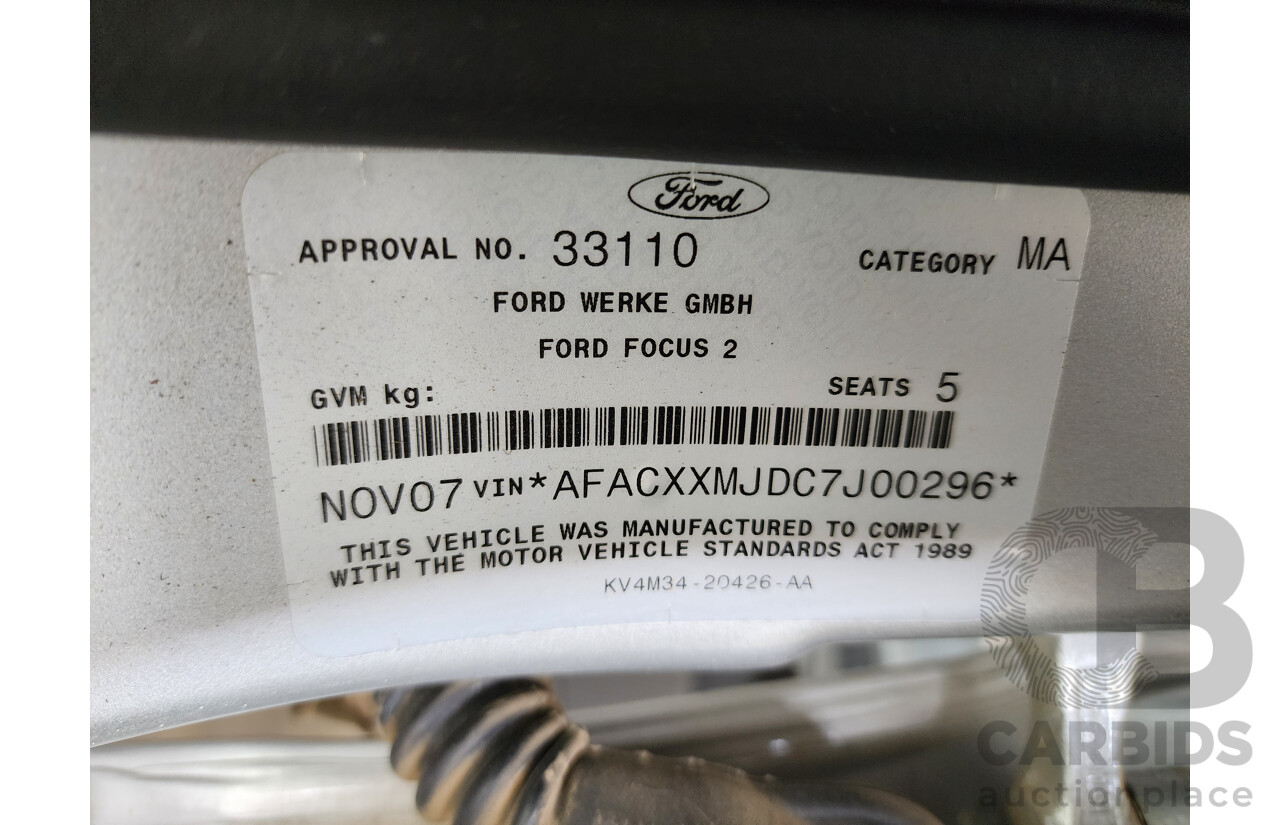 Ford
APPROVAL NO. 33110 CATEGORY MA
FORD WERKE GMBH
FORD FOCUS 2
GVM kg: SEATS 5
NOV07 VIN*AFACXXMJDC7J00296*
THIS VEHICLE WAS MANUFACTURED TO COMPLY
WITH THE MOTOR VEHICLE STANDARDS ACT 1989
KV4M34-20426-AA
CB
CARBIDS
auctionplace